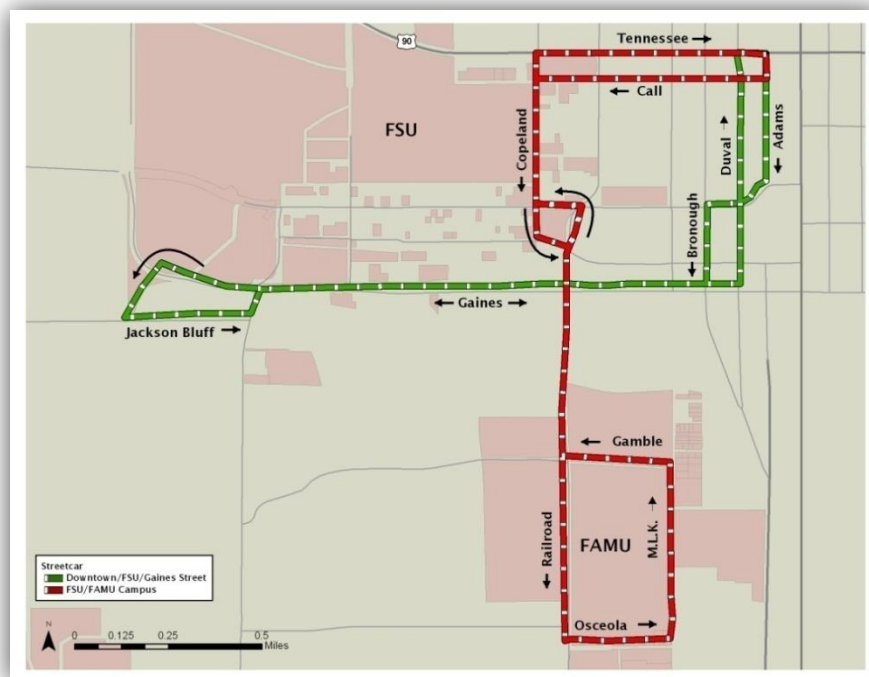 Tennessee
90
Call
FSU
Copeland
Duval
Adams
Bronough
Gaines
Jackson Bluff
Gamble
Railroad
FAMU
M.L.K.
Osceola
Streetcar
Downtown/FSU/Gaines Street
FSU/FAMU Campus
N
0 0.125 0.25 0.5
Miles